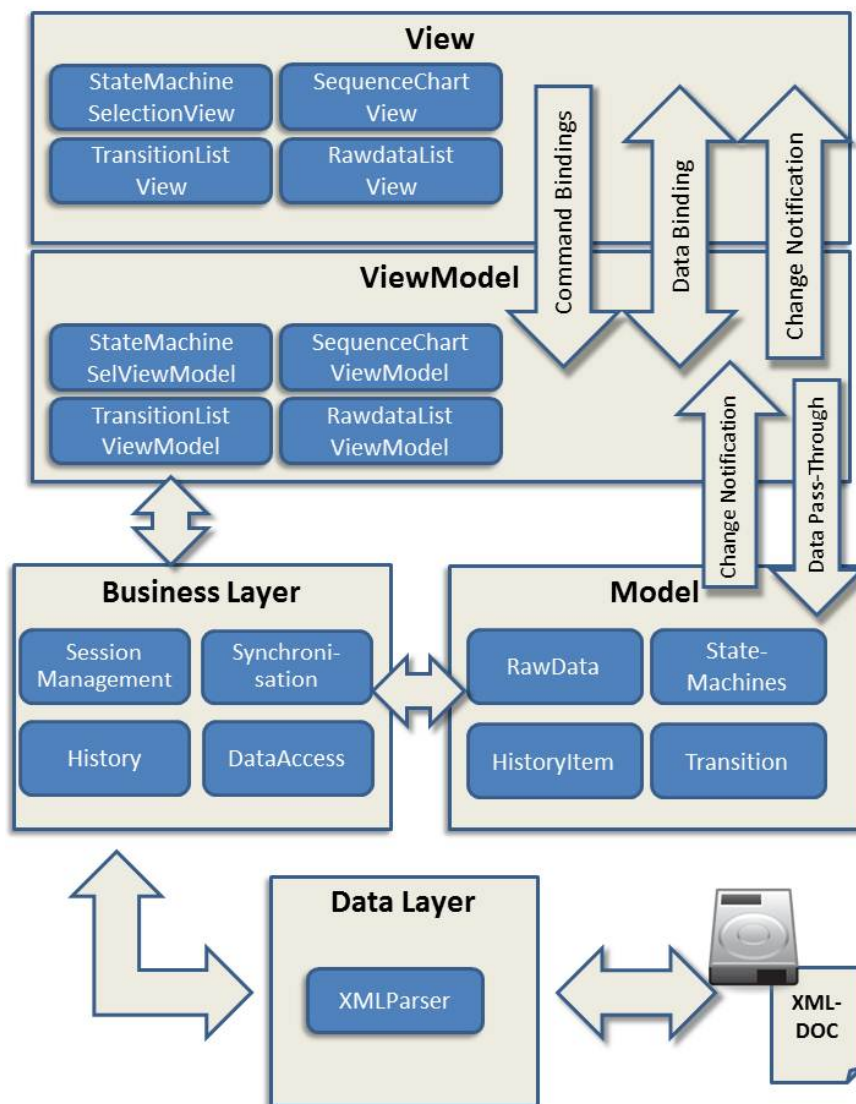 View
StateMachine
SelectionView
SequenceChart
View
TransitionList
View
RawdataList
View
Command Bindings
Data Binding
Change Notification
ViewModel
StateMachine
SelViewModel
SequenceChart
ViewModel
TransitionList
ViewModel
RawdataList
ViewModel
Change Notification
Data Pass-Through
Business Layer
Session
Management
Synchroni-
sation
History
DataAccess
Model
RawData
State-
Machines
HistoryItem
Transition
Data Layer
XMLParser
XML-
DOC